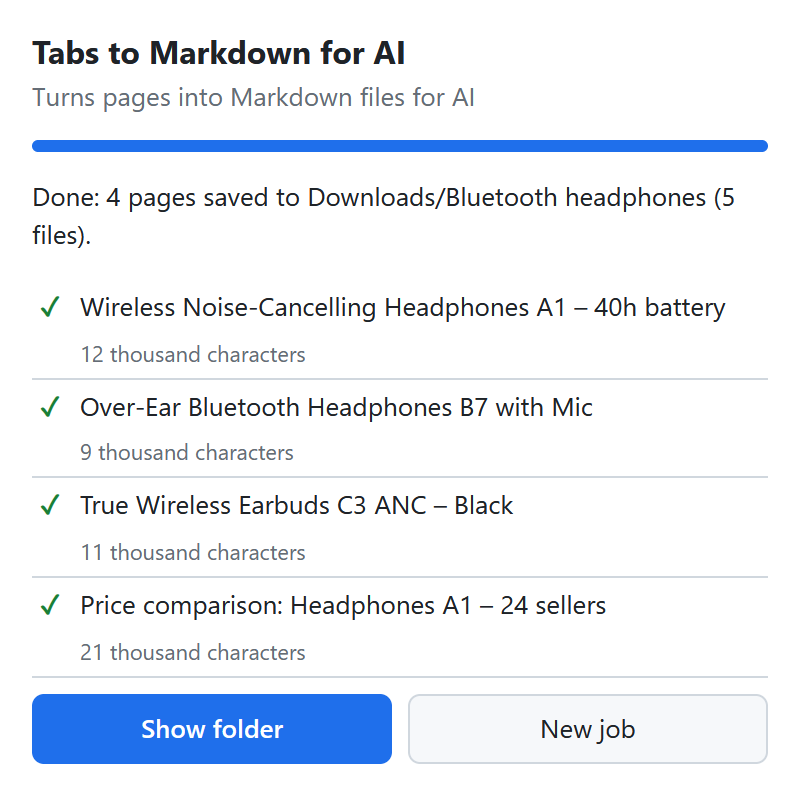 Tabs to Markdown for AI
Turns pages into Markdown files for AI
Done: 4 pages saved to Downloads/Bluetooth headphones (5
files).
✓ Wireless Noise-Cancelling Headphones A1 – 40h battery
12 thousand characters
✓ Over-Ear Bluetooth Headphones B7 with Mic
9 thousand characters
✓ True Wireless Earbuds C3 ANC – Black
11 thousand characters
✓ Price comparison: Headphones A1 – 24 sellers
21 thousand characters
Show folder
New job